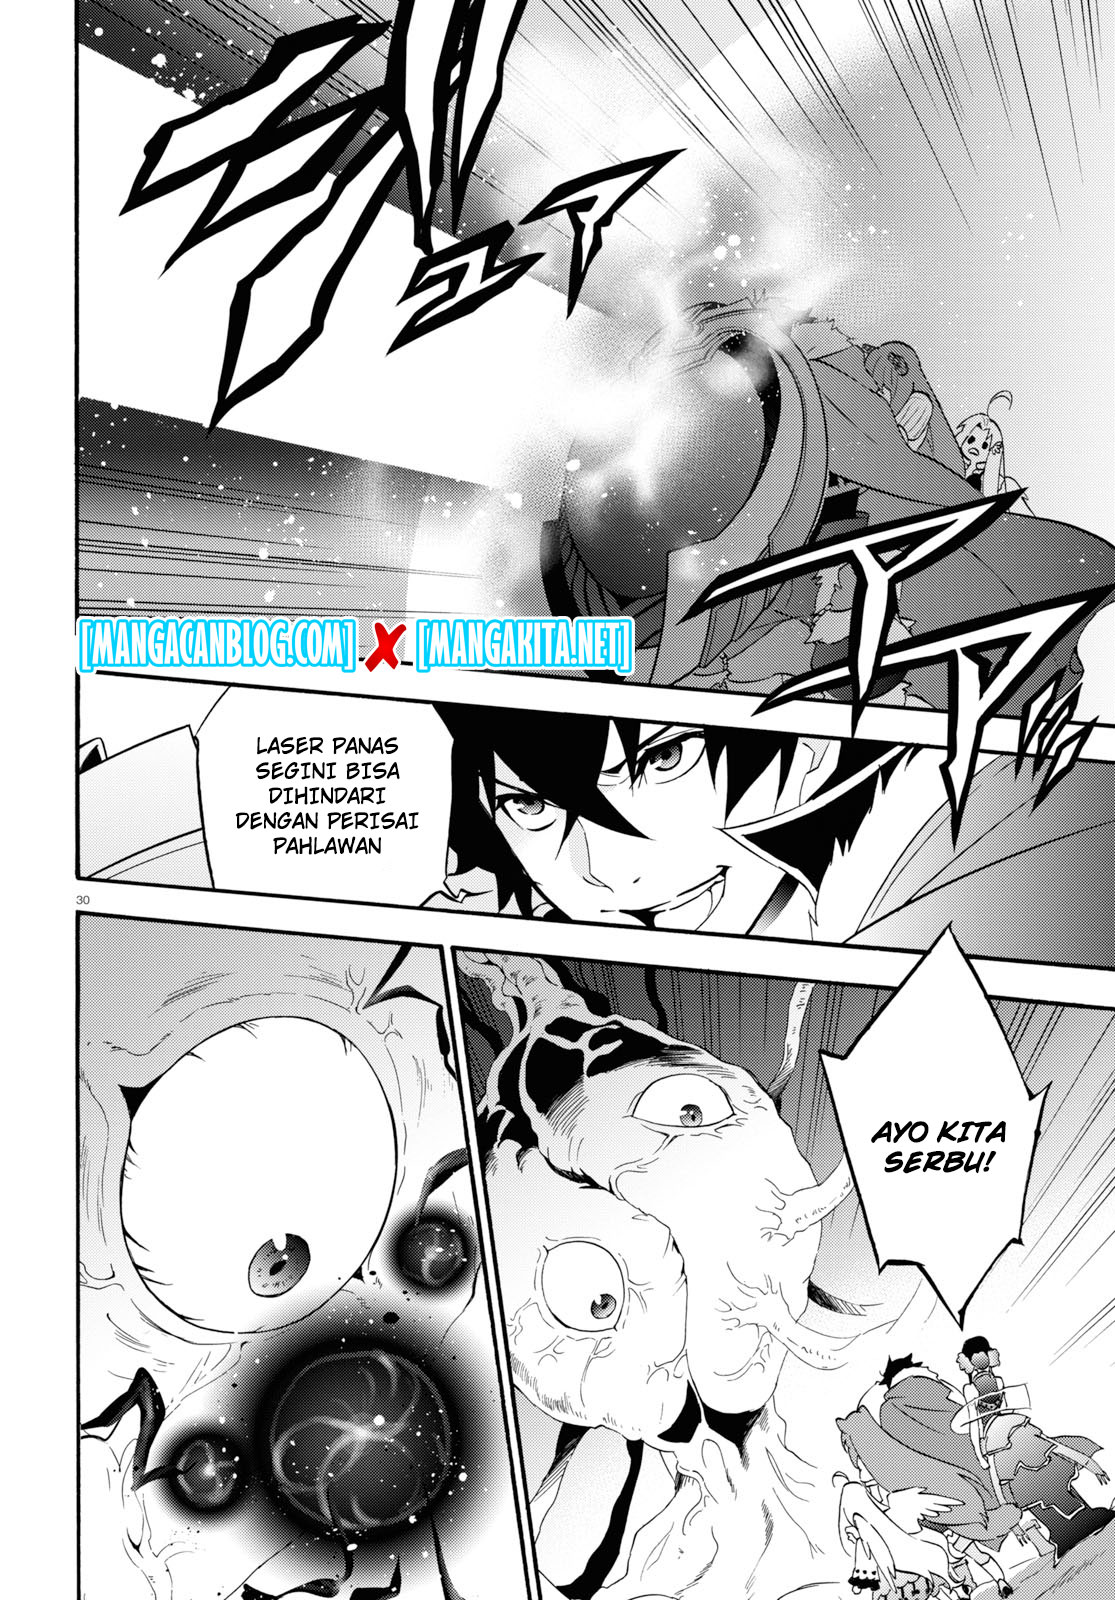 [MANGACANBLOG.COM] X [MANGAKITA.NET]
LASER PANAS
SEGINI BISA
DIHINDARI
DENGAN PERISAI
PAHLAWAN
30
AYO KITA
SERBU!